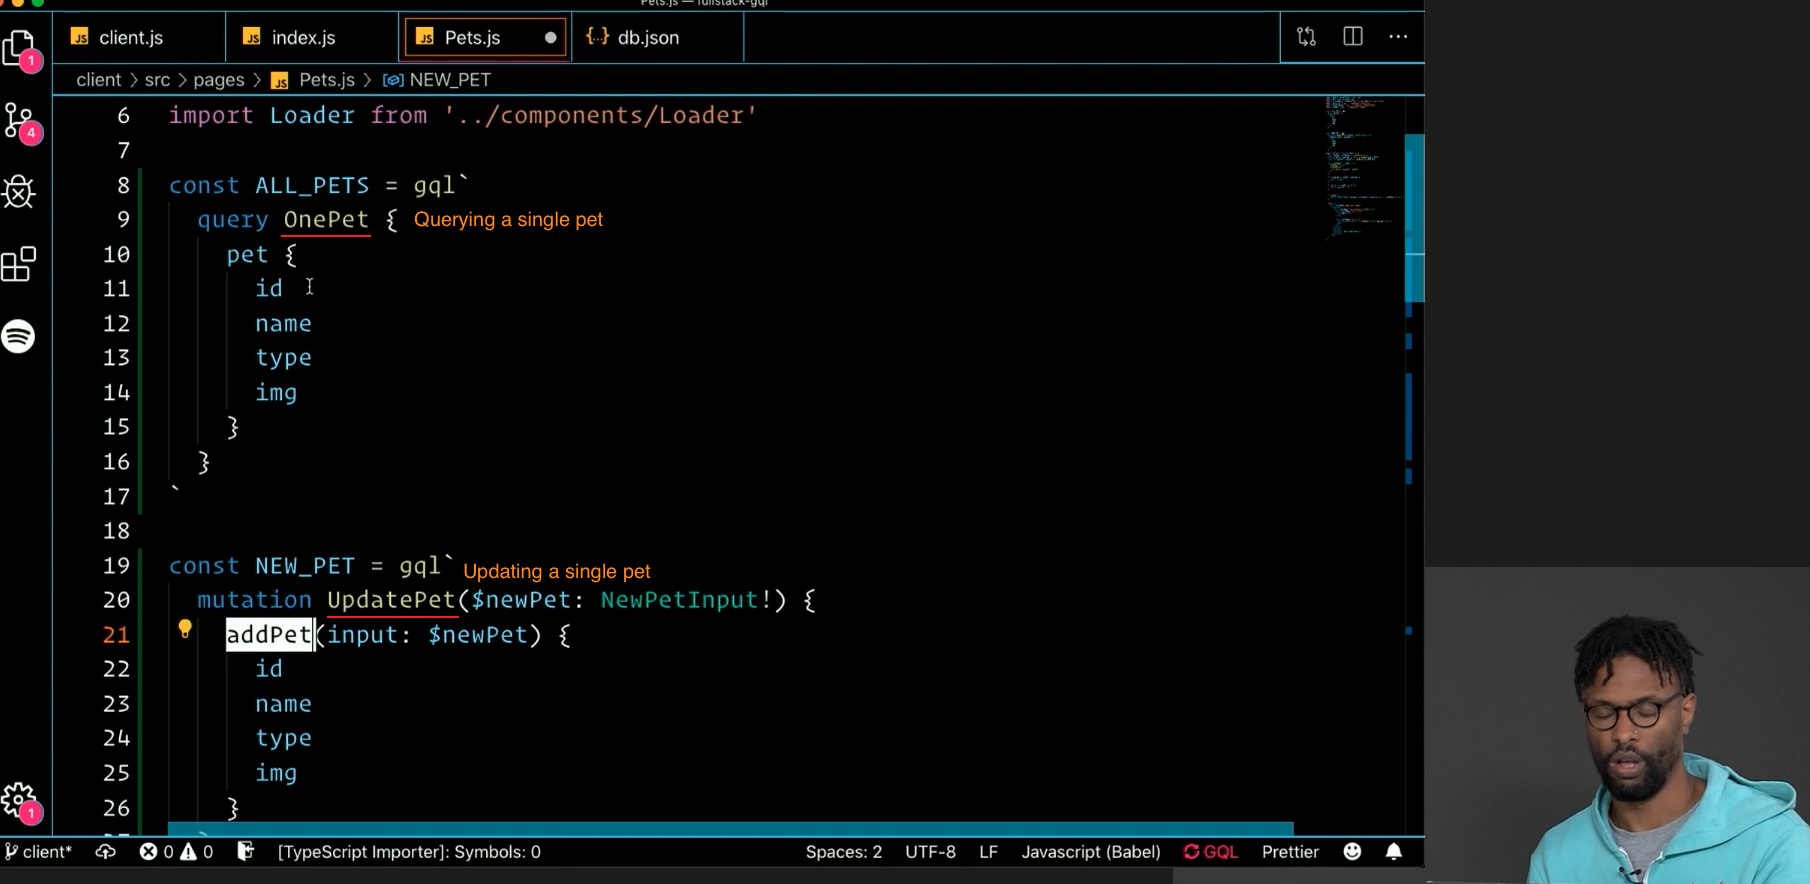 Pets.js — fullstack-gql
client.js
index.js
Pets.js
db.json
client > src > pages > Pets.js > NEW_PET
6 import Loader from '../components/Loader'
7
8 const ALL_PETS = gql`
9 query OnePet { Querying a single pet
10 pet {
11 id
12 name
13 type
14 img
15 }
16 }
17 `
18
19 const NEW_PET = gql` Updating a single pet
20 mutation UpdatePet($newPet: NewPetInput!) {
21 addPet(input: $newPet) {
22 id
23 name
24 type
25 img
26 }
1
4
1
client* 0 0 [TypeScript Importer]: Symbols: 0 Spaces: 2 UTF-8 LF Javascript (Babel) GQL Prettier